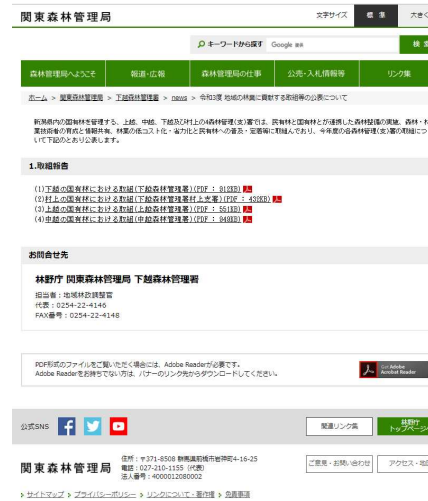 関東森林管理局
文字サイズ 標準 大きく
キーワードから探す Google 検索 検索
森林管理局へようこそ 報道・広報 森林管理局の仕事 公売・入札情報等 リンク集
ホーム > 関東森林管理局 > 下越森林管理署 > news > 令和3度 地域の林業に貢献する取組等の公表について
新潟県内の国有林を管理する、上越、中越、下越及び村上の4森林管理(支)署では、民有林と国有林とが連携した森林整備の実施、森林・林
業技術者の育成と情報共有、林業の低コスト化・省力化と民有林への普及・定着等に取組んでおり、今年度の各森林管理(支)署の取組につ
いて下記のとおり公表します。
1.取組報告
(1)下越の国有林における取組(下越森林管理署)(PDF : 912KB)
(2)村上の国有林における取組(下越森林管理署村上支署)(PDF : 432KB)
(3)上越の国有林における取組(上越森林管理署)(PDF : 551KB)
(4)中越の国有林における取組(中越森林管理署)(PDF : 949KB)
お問合せ先
林野庁 関東森林管理局 下越森林管理署
担当者：地域林政調整官
代表：0254-22-4146
FAX番号：0254-22-4148
PDF形式のファイルをご覧いただく場合には、Adobe Readerが必要です。
Adobe Readerをお持ちでない方は、バナーのリンク先からダウンロードしてください。
Get Adobe
Acrobat Reader
公式SNS
関連リンク集
林野庁
トップページへ
関東森林管理局
住所：〒371-8508 群馬県前橋市岩神町4-16-25
電話：027-210-1155（代表）
法人番号：4000012080002
ご意見・お問い合わせ アクセス・地図
サイトマップ プライバシーポリシー リンクについて・著作権 免責事項